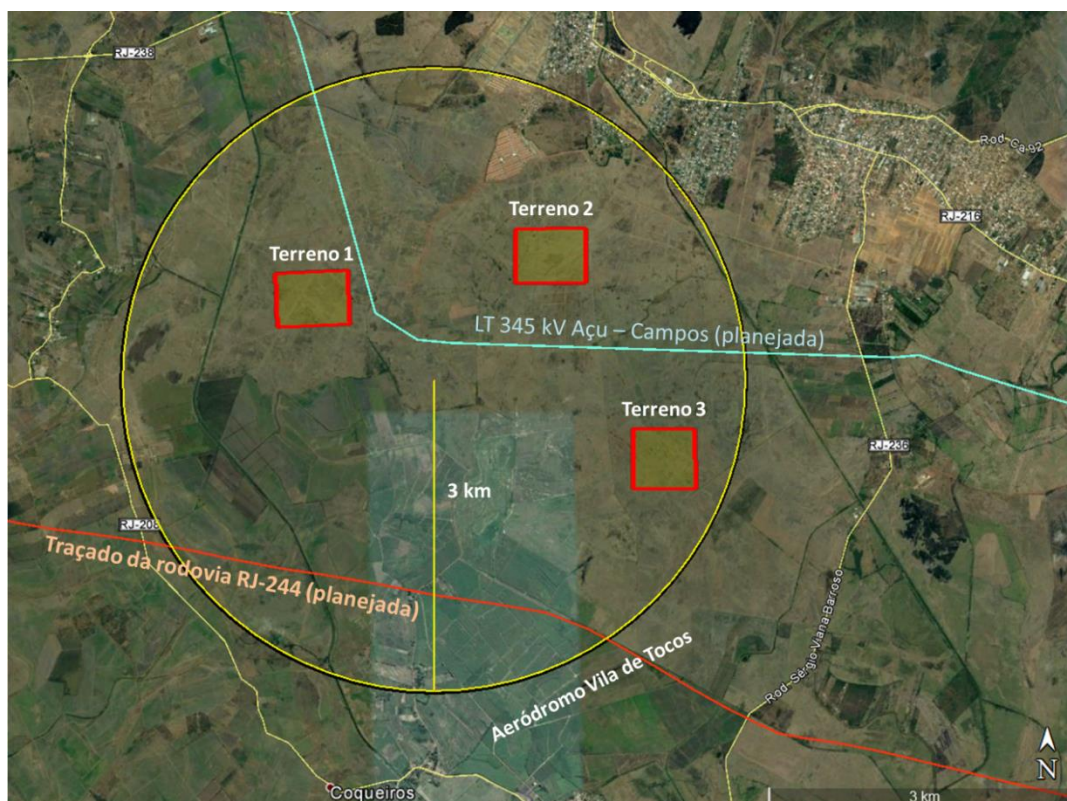 RJ-238
Rod. Ca 92
Terreno 2
RJ-216
Terreno 1
LT 345 kV Açu – Campos (planejada)
Terreno 3
RJ-236
3 km
RJ-208
Traçado da rodovia RJ-244 (planejada)
Rod. Sérgio Viana Barroso
Aeródromo Vila de Tocos
N
Coqueiros
3 km